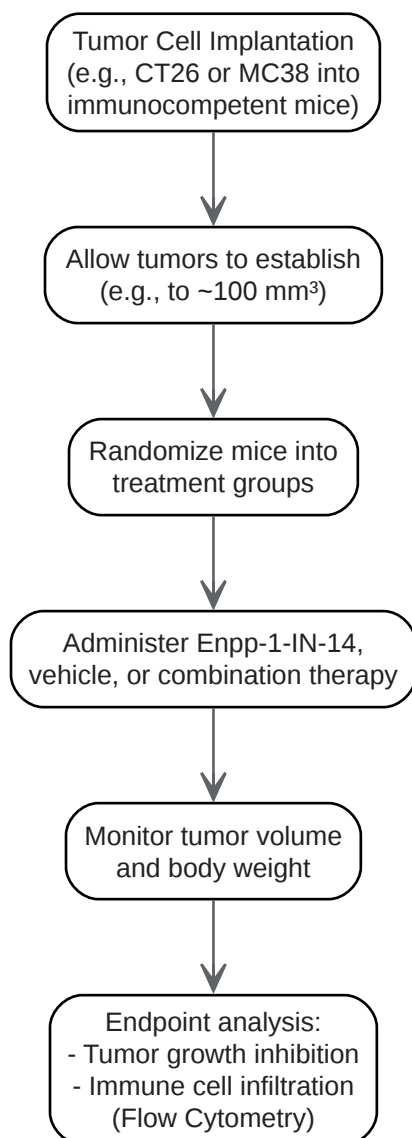 Tumor Cell Implantation
(e.g., CT26 or MC38 into
immunocompetent mice)
Allow tumors to establish
(e.g., to ~100 mm³)
Randomize mice into
treatment groups
Administer Enpp-1-IN-14,
vehicle, or combination therapy
Monitor tumor volume
and body weight
Endpoint analysis:
- Tumor growth inhibition
- Immune cell infiltration
(Flow Cytometry)